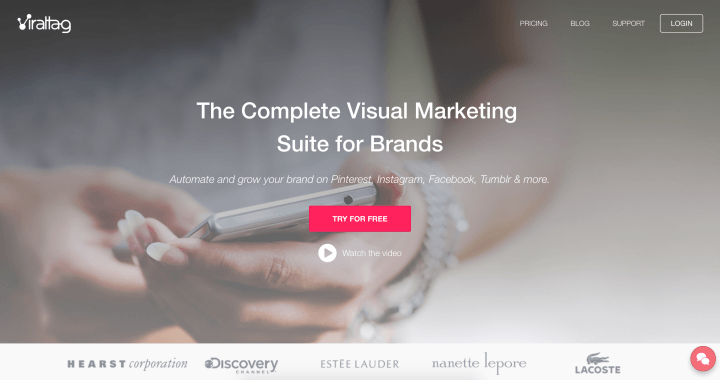 Viraltag
PRICING BLOG SUPPORT LOGIN
The Complete Visual Marketing
Suite for Brands
Automate and grow your brand on Pinterest, Instagram, Facebook, Tumblr & more.
TRY FOR FREE
Watch the video
HEARST corporation Discovery CHANNEL ESTĒE LAUDER nanette lepore LACOSTE